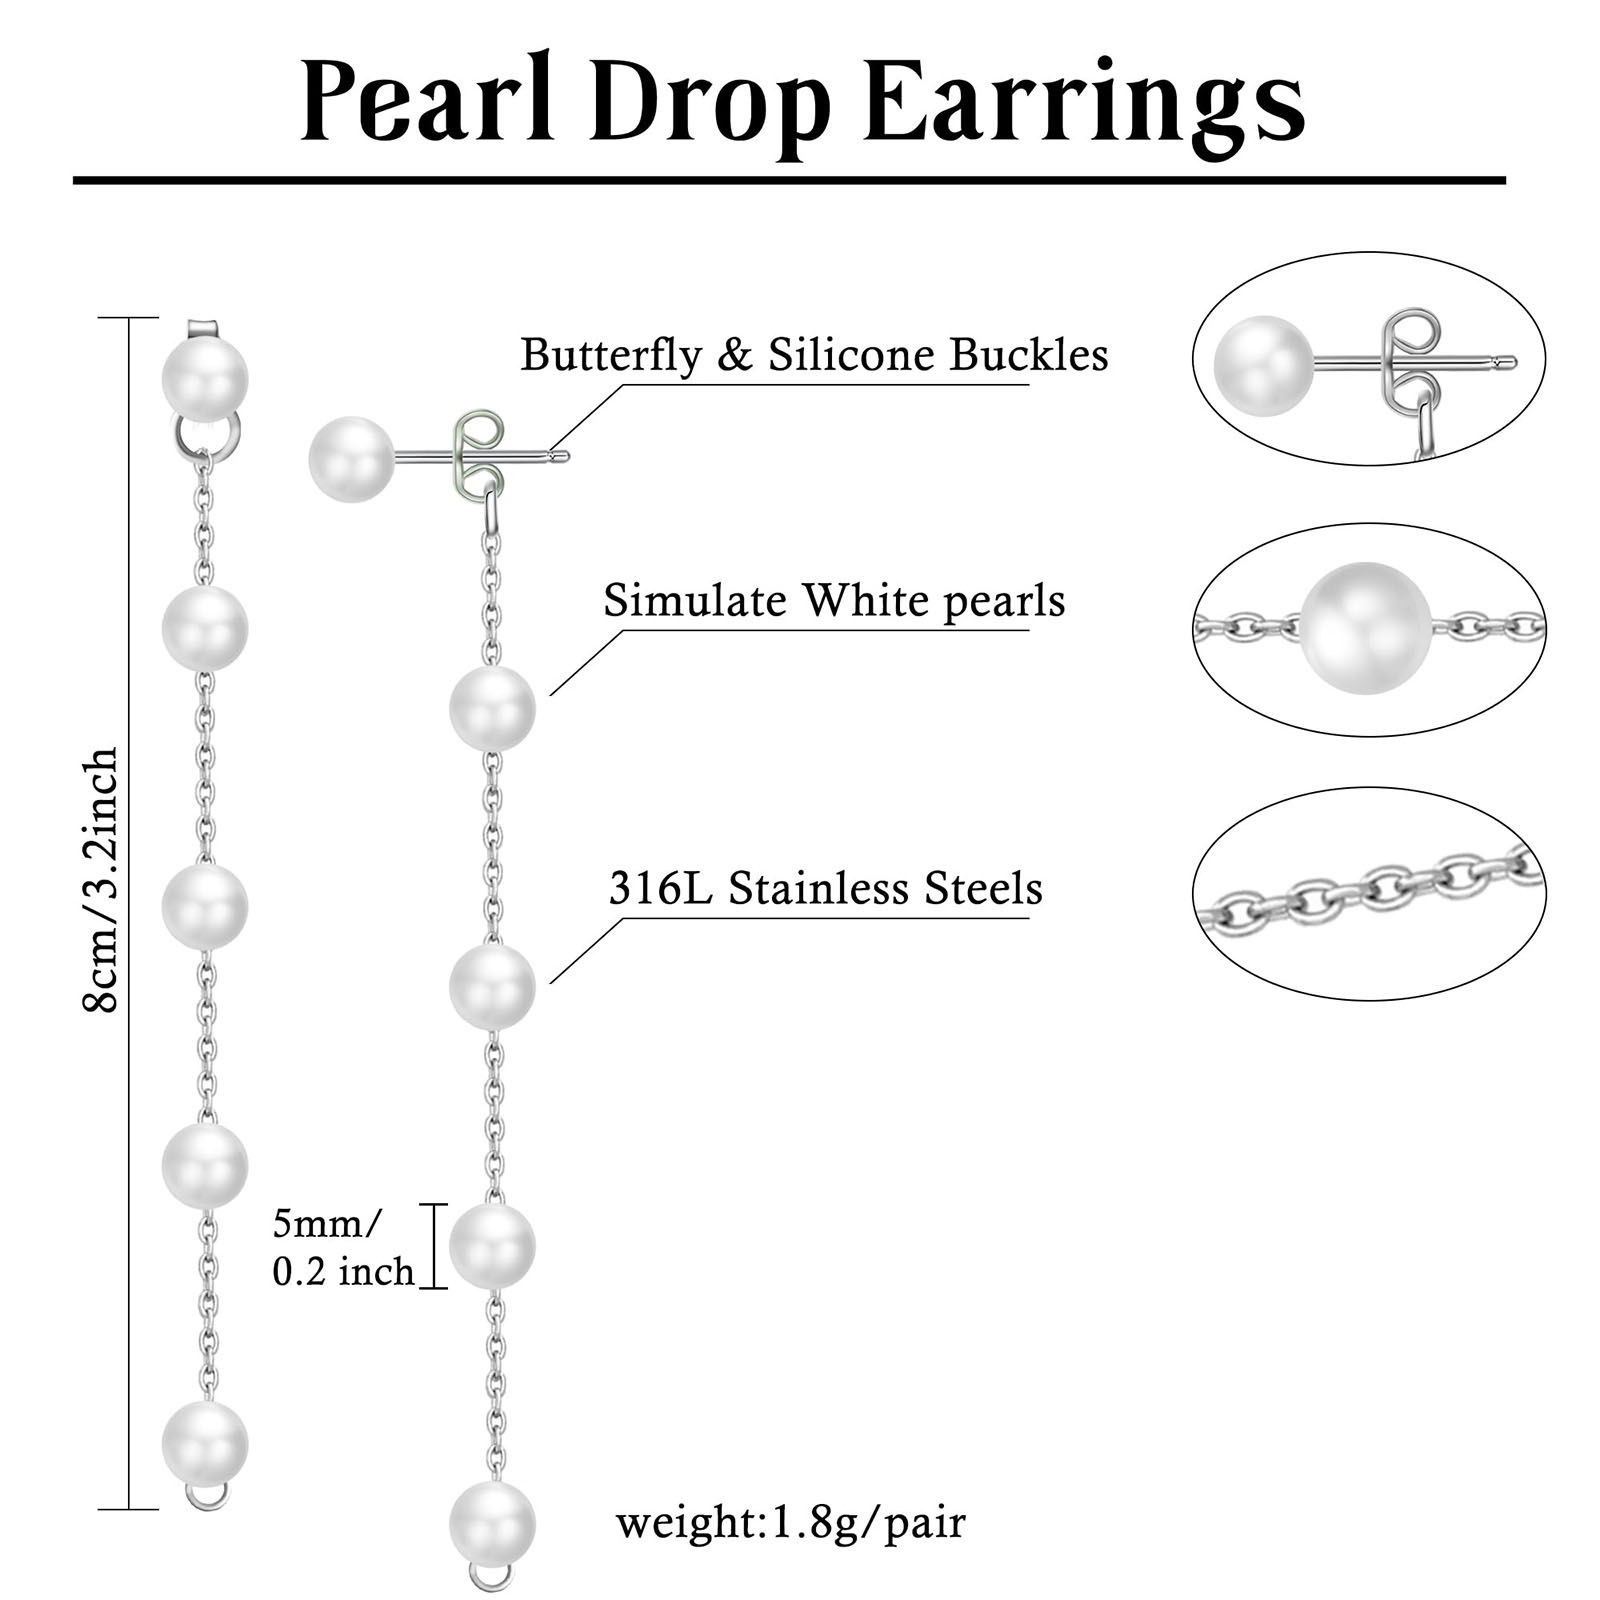 Pearl Drop Earrings
Butterfly & Silicone Buckles
Simulate White pearls
8cm/3.2inch
316L Stainless Steels
5mm/
0.2 inch
weight:1.8g/pair